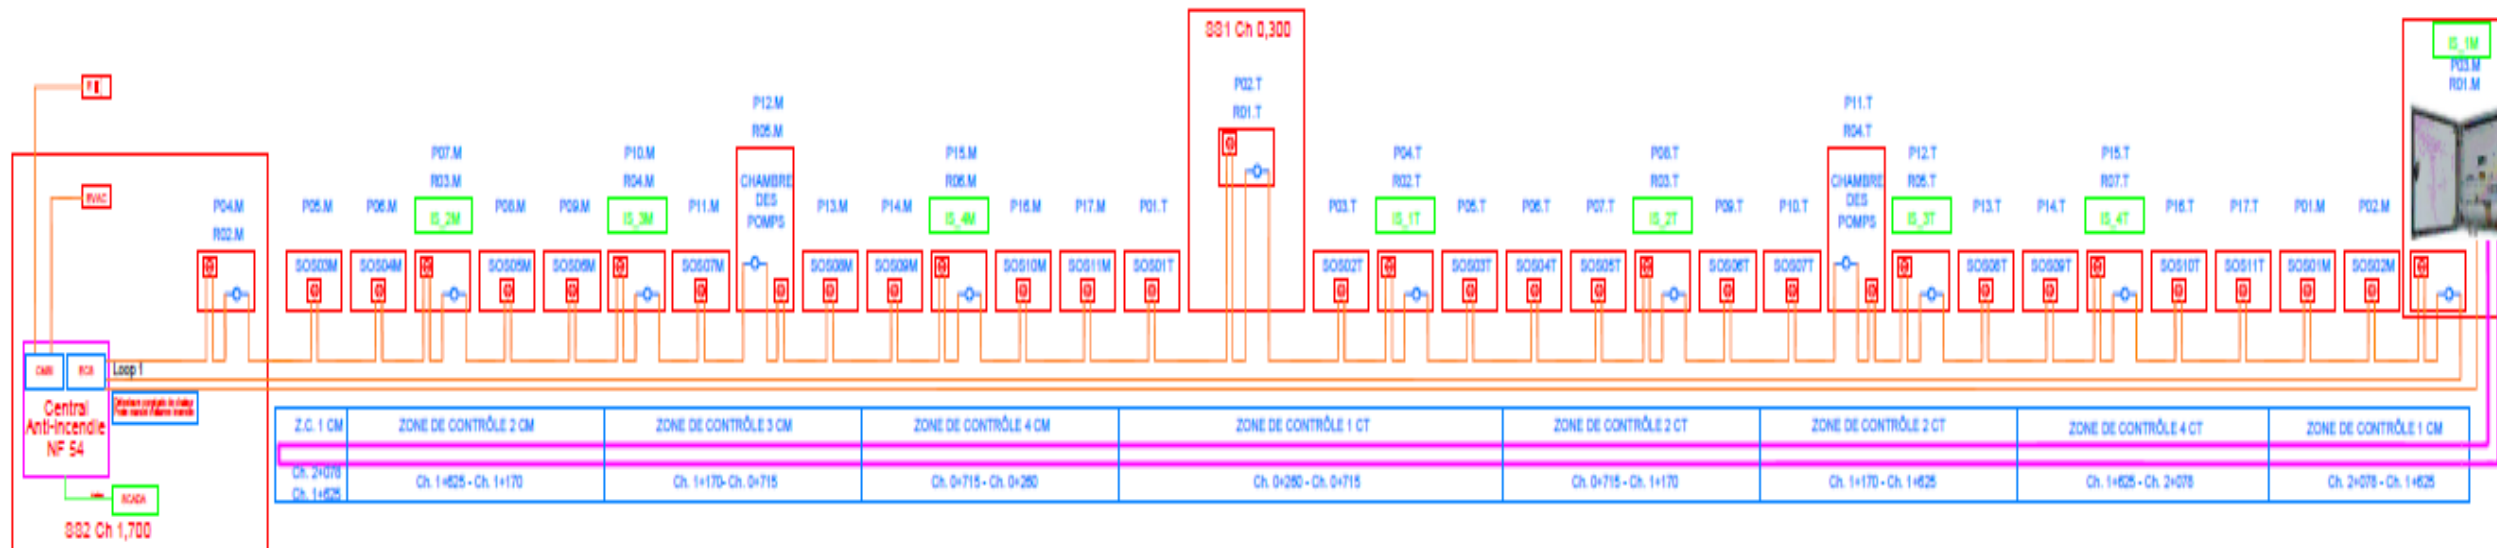 SS1 Ch 0,300
IS_1M
P03.M
R01.M
P02.T
R01.T
P12.M
R05.M
P11.T
R04.T
P07.M
R03.M
P10.M
R04.M
P15.M
R06.M
P04.T
R02.T
P08.T
R03.T
P12.T
R05.T
P15.T
R07.T
P04.M
R02.M
P05.M
P06.M
IS_2M
P08.M
P09.M
IS_3M
P11.M
CHAMBRE
DES
POMPS
P13.M
P14.M
IS_4M
P16.M
P17.M
P01.T
P03.T
IS_1T
P05.T
P06.T
P07.T
IS_2T
P09.T
P10.T
CHAMBRE
DES
POMPS
IS_3T
P13.T
P14.T
IS_4T
P16.T
P17.T
P01.M
P02.M
SOS03M
SOS04M
SOS05M
SOS06M
SOS07M
SOS08M
SOS09M
SOS10M
SOS11M
SOS01T
SOS02T
SOS03T
SOS04T
SOS05T
SOS06T
SOS07T
SOS08T
SOS09T
SOS10T
SOS11T
SOS01M
SOS02M
Loop 1
Central
Anti-Incendie
NF 54
SCADA
SS2 Ch 1,700
Z.C. 1 CM
ZONE DE CONTRÔLE 2 CM
ZONE DE CONTRÔLE 3 CM
ZONE DE CONTRÔLE 4 CM
ZONE DE CONTRÔLE 1 CT
ZONE DE CONTRÔLE 2 CT
ZONE DE CONTRÔLE 2 CT
ZONE DE CONTRÔLE 4 CT
ZONE DE CONTRÔLE 1 CM
Ch. 2+078
Ch. 1+625
Ch. 1+625 - Ch. 1+170
Ch. 1+170- Ch. 0+715
Ch. 0+715 - Ch. 0+260
Ch. 0+260 - Ch. 0+715
Ch. 0+715 - Ch. 1+170
Ch. 1+170 - Ch. 1+625
Ch. 1+625 - Ch. 2+078
Ch. 2+078 - Ch. 1+625